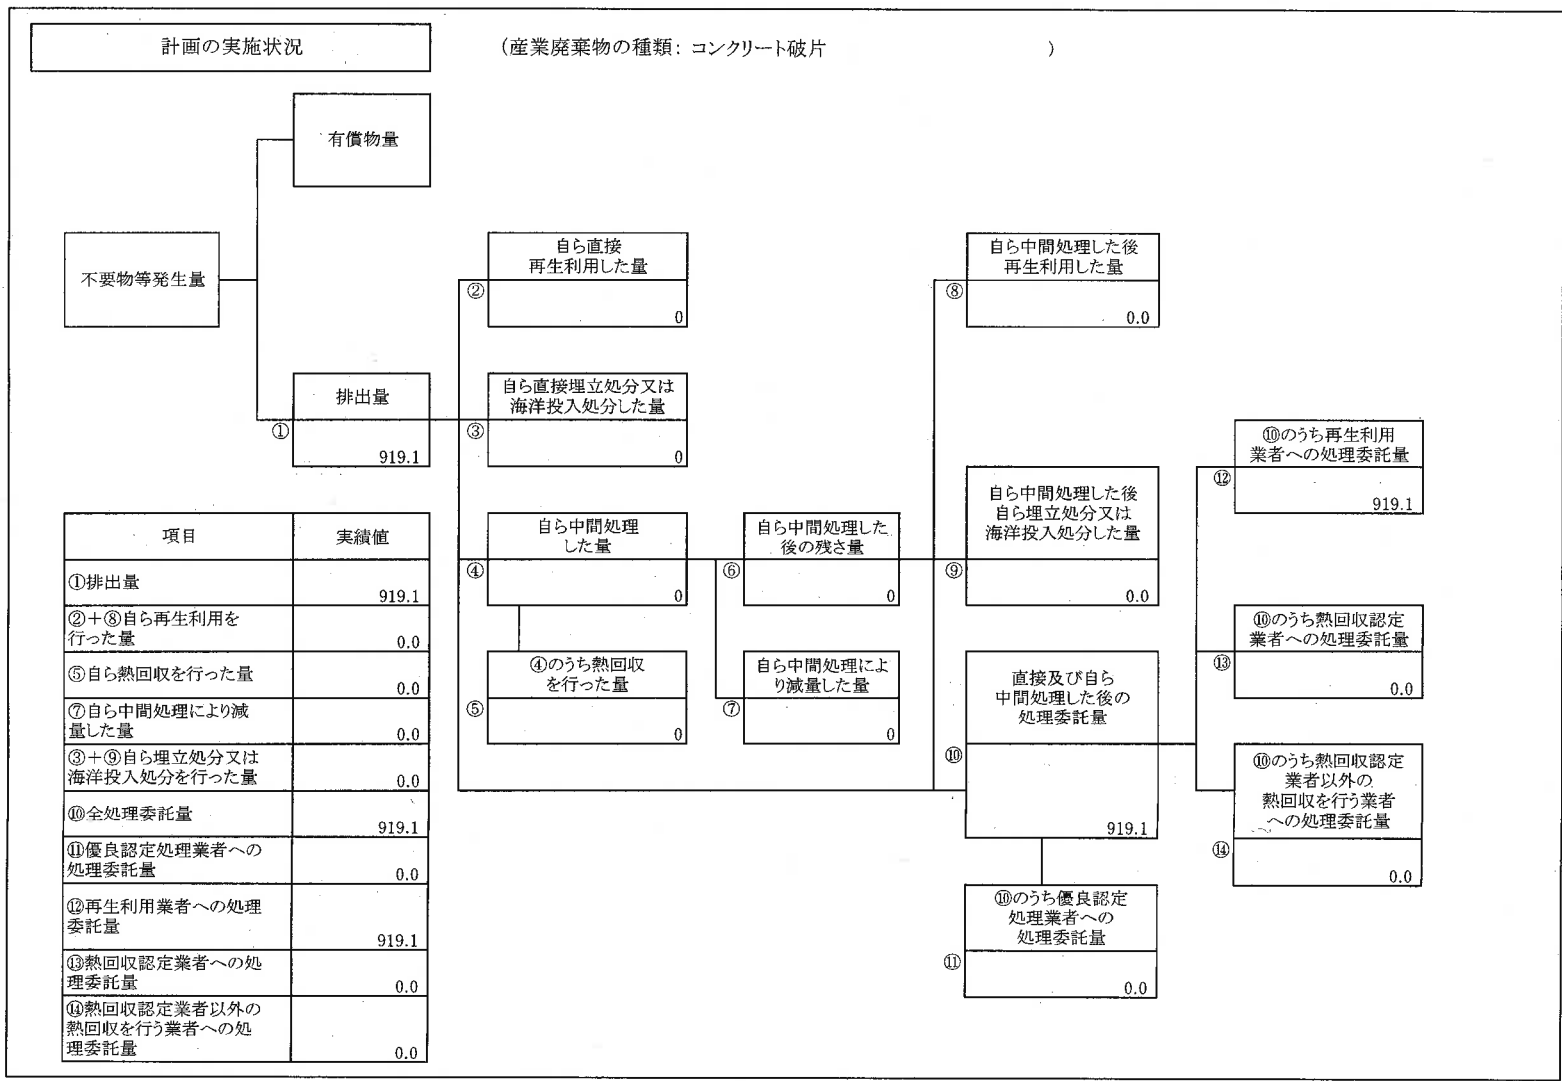 計画の実施状況
(産業廃棄物の種類: コンクリート破片 )
有償物量
不要物等発生量
排出量
①
919.1
自ら直接
再生利用した量
②
0
自ら直接埋立処分又は
海洋投入処分した量
③
0
自ら中間処理
した量
④
0
④のうち熱回収
を行った量
⑤
0
自ら中間処理した
後の残さ量
⑥
0
自ら中間処理によ
り減量した量
⑦
0
自ら中間処理した後
再生利用した量
⑧
0.0
自ら中間処理した後
自ら埋立処分又は
海洋投入処分した量
⑨
0.0
直接及び自ら
中間処理した後の
処理委託量
⑩
919.1
⑩のうち優良認定
処理業者への
処理委託量
⑪
0.0
⑩のうち再生利用
業者への処理委託量
⑫
919.1
⑩のうち熱回収認定
業者への処理委託量
⑬
0.0
⑩のうち熱回収認定
業者以外の
熱回収を行う業者
への処理委託量
⑭
0.0
項目 実績値
①排出量
919.1
②+⑧自ら再生利用を
行った量
0.0
⑤自ら熱回収を行った量
0.0
⑦自ら中間処理により減
量した量
0.0
③+⑨自ら埋立処分又は
海洋投入処分を行った量
0.0
⑩全処理委託量
919.1
⑪優良認定処理業者への
処理委託量
0.0
⑫再生利用業者への処理
委託量
919.1
⑬熱回収認定業者への処
理委託量
0.0
⑭熱回収認定業者以外の
熱回収を行う業者への処
理委託量
0.0